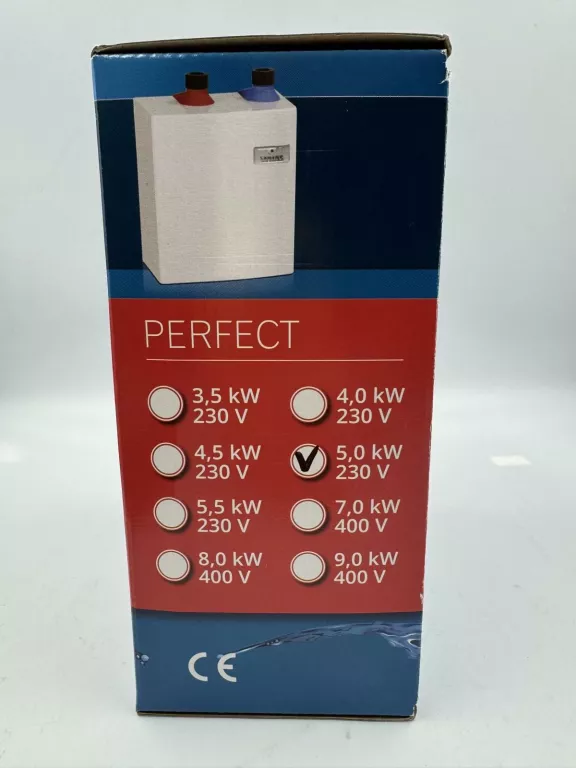 PERFECT
3,5 kW
230 V
4,0 kW
230 V
4,5 kW
230 V
5,0 kW
230 V
5,5 kW
230 V
7,0 kW
400 V
8,0 kW
400 V
9,0 kW
400 V
CE